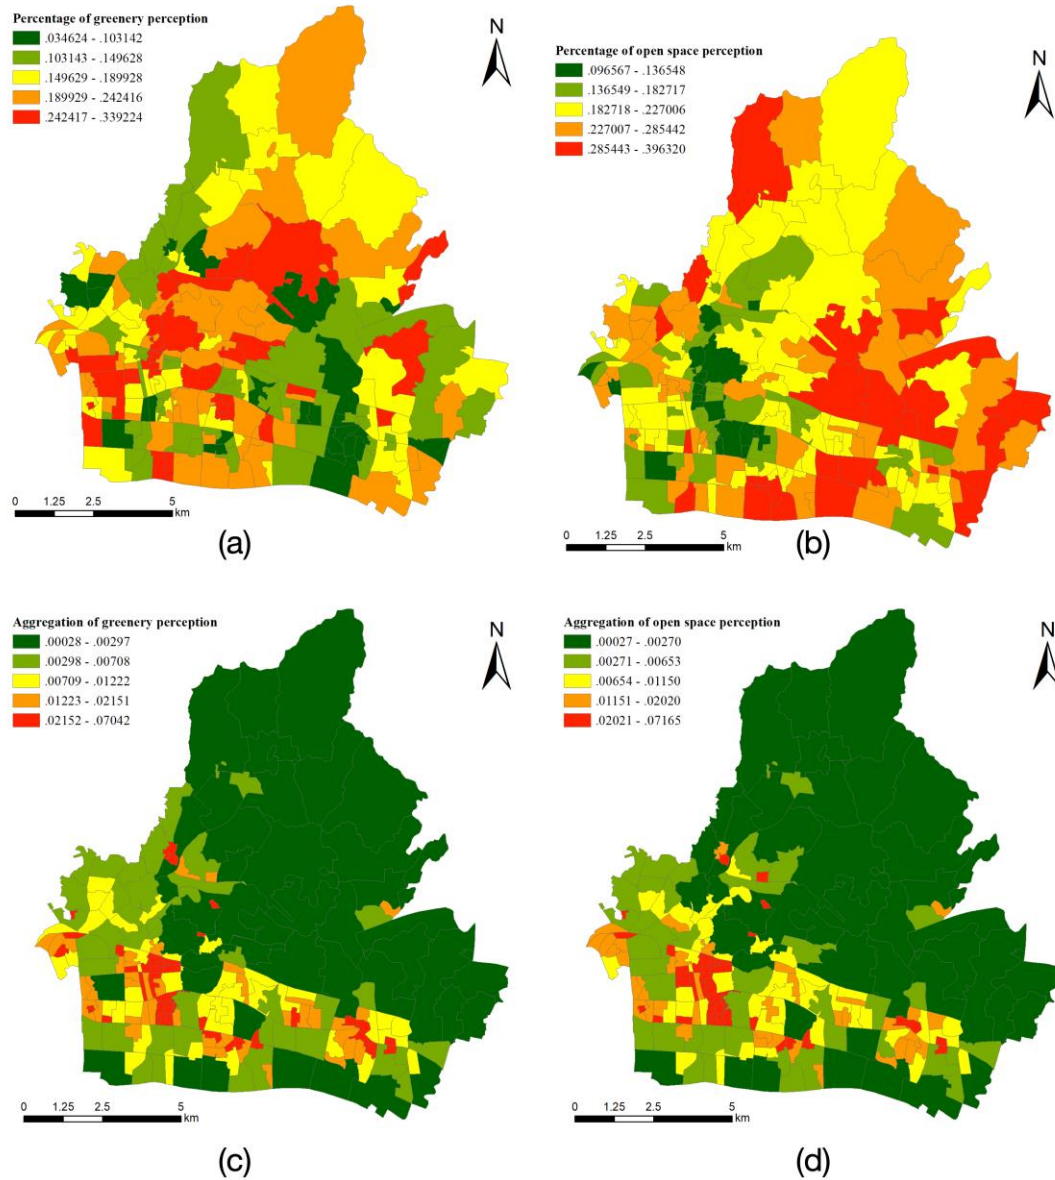 Percentage of greenery perception
.034624 - .103142
.103143 - .149628
.149629 - .189928
.189929 - .242416
.242417 - .339224
N
0 1.25 2.5 5
km
(a)
Percentage of open space perception
.096567 - .136548
.136549 - .182717
.182718 - .227006
.227007 - .285442
.285443 - .396320
N
0 1.25 2.5 5
km
(b)
Aggregation of greenery perception
.00028 - .00297
.00298 - .00708
.00709 - .01222
.01223 - .02151
.02152 - .07042
N
0 1.25 2.5 5
km
(c)
Aggregation of open space perception
.00027 - .00270
.00271 - .00653
.00654 - .01150
.01151 - .02020
.02021 - .07165
N
0 1.25 2.5 5
km
(d)